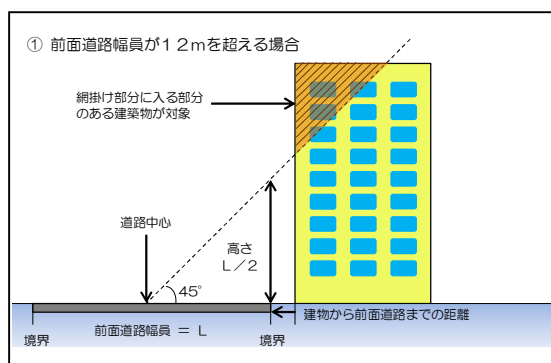 ① 前面道路幅員が12mを超える場合
網掛け部分に入る部分
のある建築物が対象
道路中心
高さ
L/2
45°
建物から前面道路までの距離
前面道路幅員 = L
境界
境界